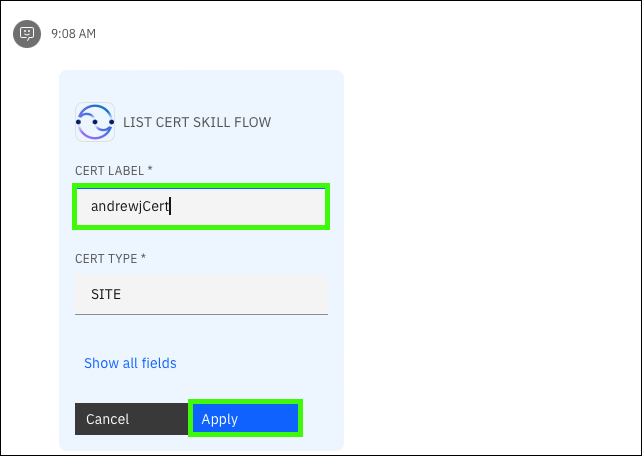 9:08 AM
LIST CERT SKILL FLOW
CERT LABEL *
andrewjCert
CERT TYPE *
SITE
Show all fields
Cancel
Apply